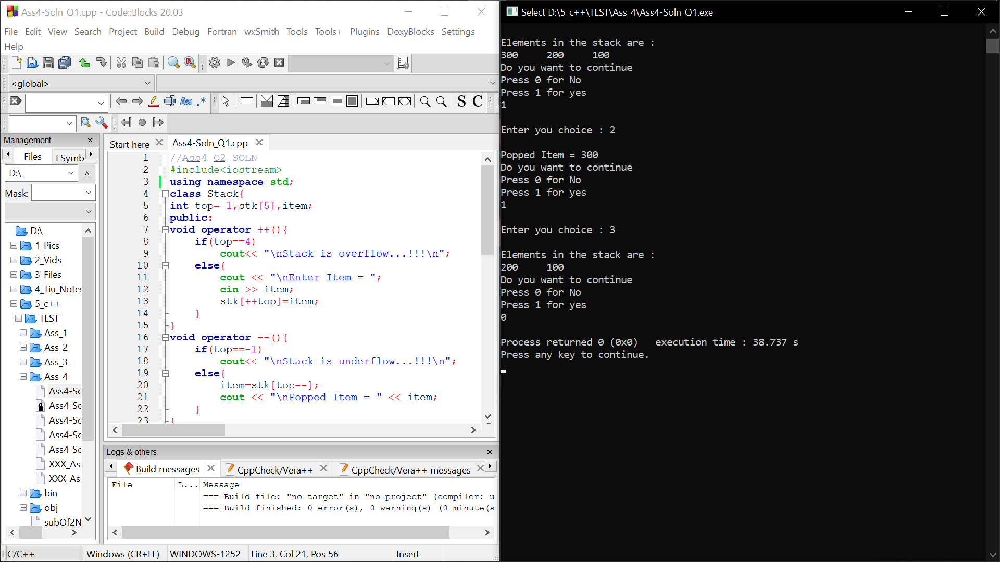 Ass4-Soln_Q1.cpp - Code::Blocks 20.03
File Edit View Search Project Build Debug Fortran wxSmith Tools Tools+ Plugins DoxyBlocks Settings
Help
<global>
Aa .*
S C
Management
Files FSymb
D:\
^
Mask:
D:\
1_Pics
2_Vids
3_Files
4_Tiu_Notes
5_c++
TEST
Ass_1
Ass_2
Ass_3
Ass_4
Ass4-Sc
Ass4-Sc
Ass4-Sc
Ass4-Sc
Ass4-Sc
XXX_As
XXX_As
bin
obj
subOf2N
Start here
Ass4-Soln_Q1.cpp
1 //Ass4 Q2 SOLN
2 #include<iostream>
3 using namespace std;
4 class Stack{
5 int top=-1,stk[5],item;
6 public:
7 void operator ++(){
8 if(top==4)
9 cout<< "\nStack is overflow...!!!\n";
10 else{
11 cout << "\nEnter Item = ";
12 cin >> item;
13 stk[++top]=item;
14 }
15 }
16 void operator --(){
17 if(top==-1)
18 cout<< "\nStack is underflow...!!!\n";
19 else{
20 item=stk[top--];
21 cout << "\nPopped Item = " << item;
22 }
23 }
Logs & others
Build messages
CppCheck/Vera++
CppCheck/Vera++ messages
File L... Message
=== Build file: "no target" in "no project" (compiler: u
=== Build finished: 0 error(s), 0 warning(s) (0 minute(s
C/C++ Windows (CR+LF) WINDOWS-1252 Line 3, Col 21, Pos 56 Insert
Select D:\5_c++\TEST\Ass_4\Ass4-Soln_Q1.exe
Elements in the stack are :
300 200 100
Do you want to continue
Press 0 for No
Press 1 for yes
1
Enter you choice : 2
Popped Item = 300
Do you want to continue
Press 0 for No
Press 1 for yes
1
Enter you choice : 3
Elements in the stack are :
200 100
Do you want to continue
Press 0 for No
Press 1 for yes
0
Process returned 0 (0x0) execution time : 38.737 s
Press any key to continue.